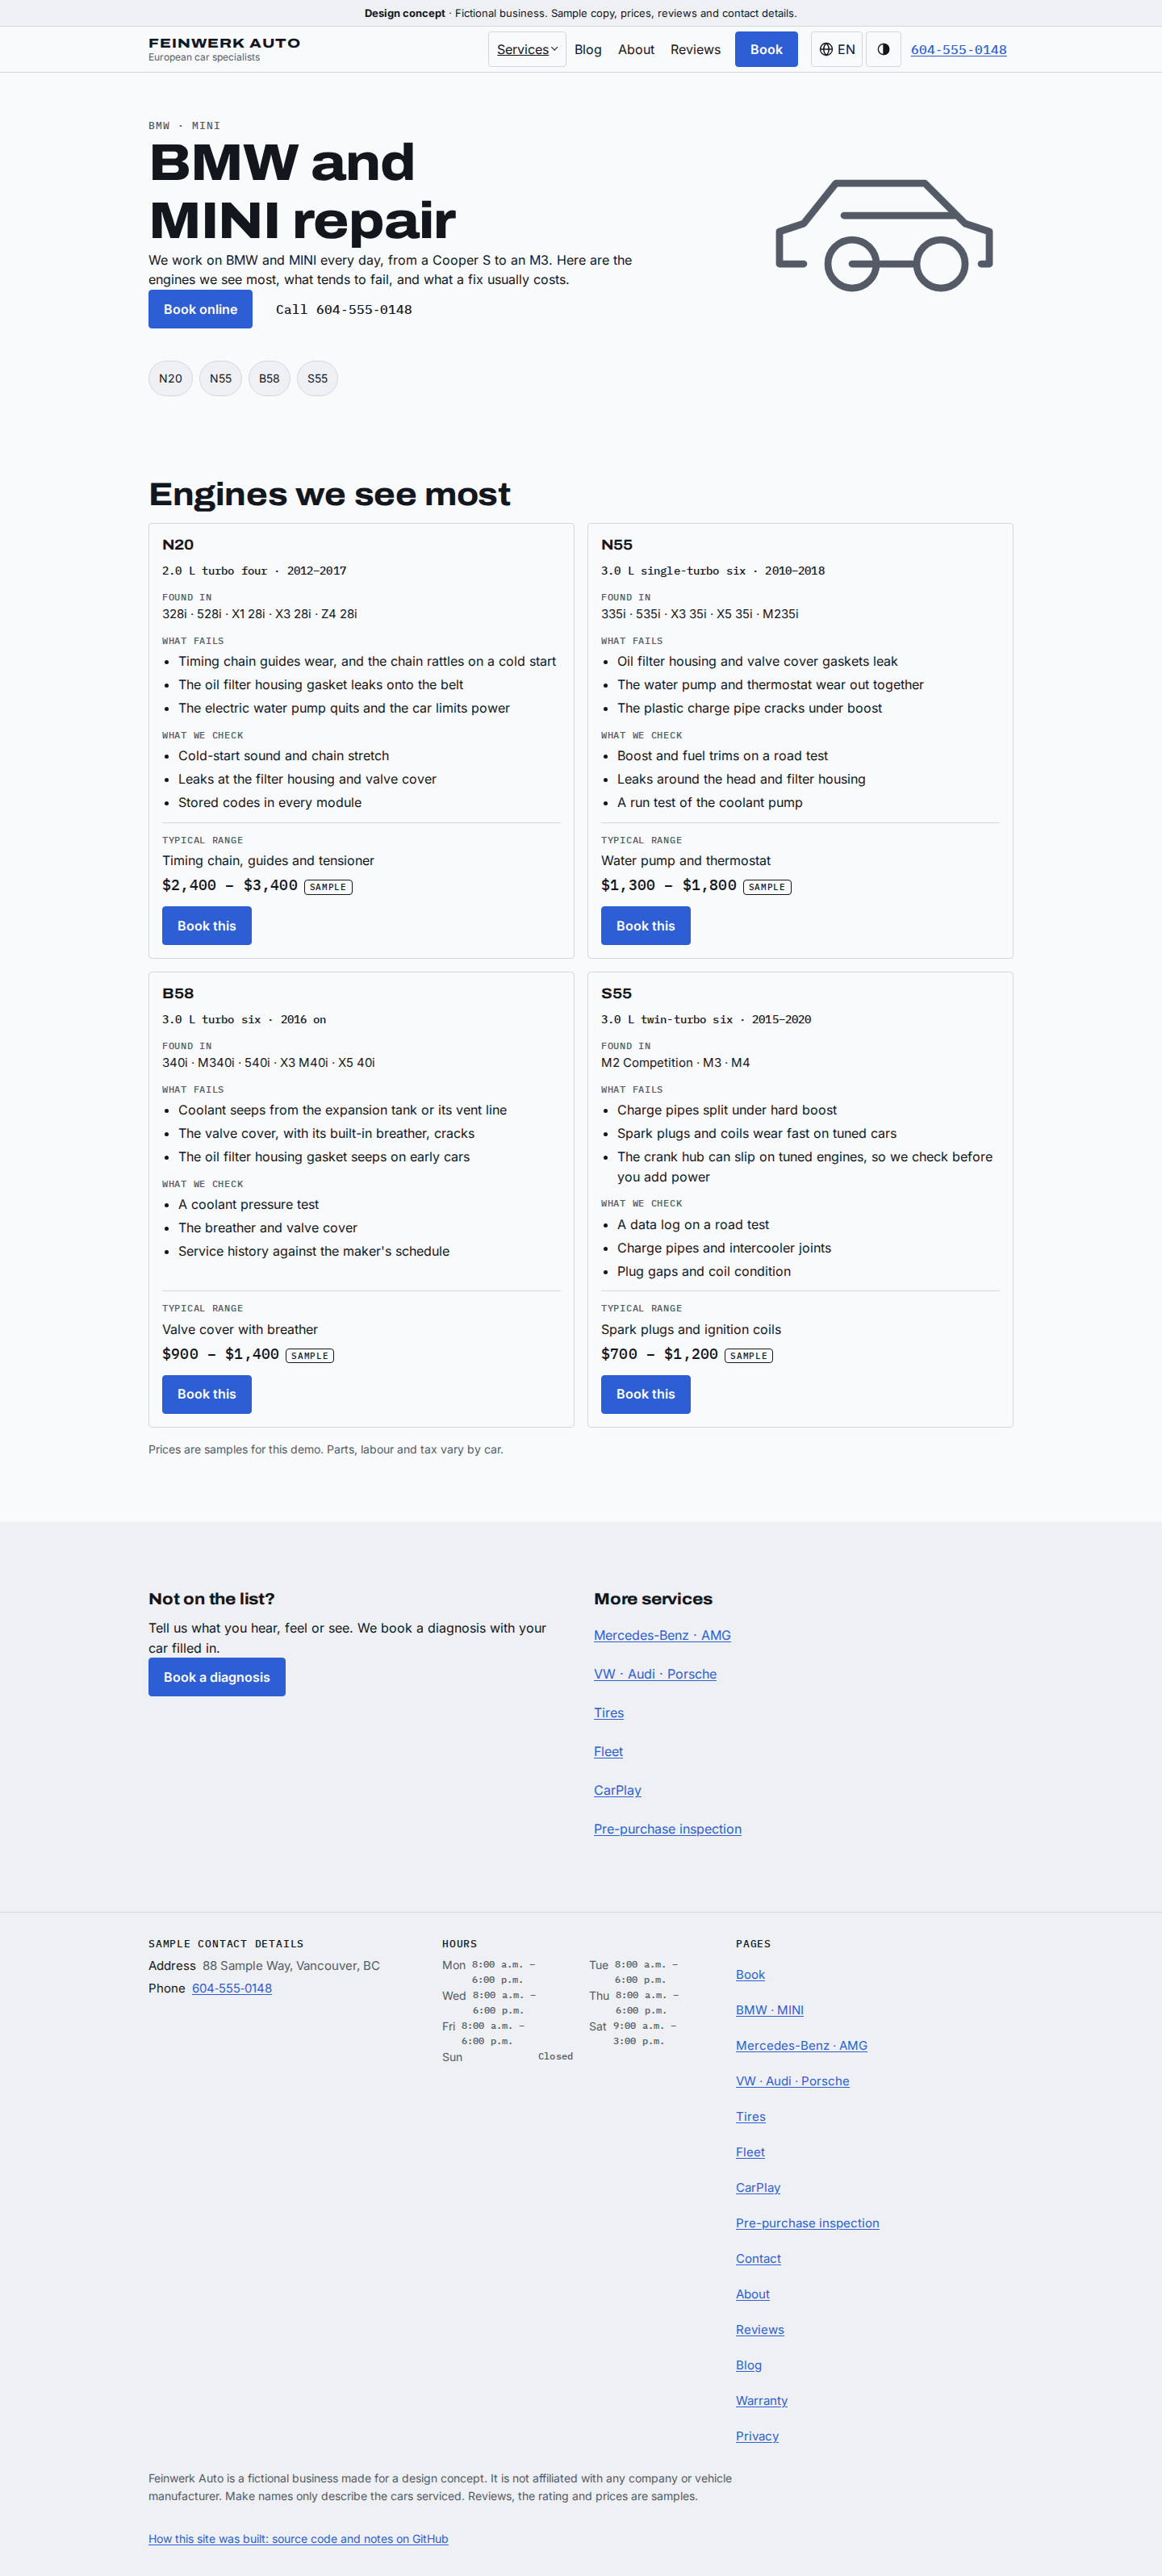 Design concept · Fictional business. Sample copy, prices, reviews and contact details.
FEINWERK AUTO
European car specialists
Services
Blog
About
Reviews
Book
EN
604-555-0148
BMW · MINI
BMW and
MINI repair
We work on BMW and MINI every day, from a Cooper S to an M3. Here are the
engines we see most, what tends to fail, and what a fix usually costs.
Book online
Call 604-555-0148
N20
N55
B58
S55
Engines we see most
N20
2.0 L turbo four · 2012–2017
FOUND IN
328i · 528i · X1 28i · X3 28i · Z4 28i
WHAT FAILS
• Timing chain guides wear, and the chain rattles on a cold start
• The oil filter housing gasket leaks onto the belt
• The electric water pump quits and the car limits power
WHAT WE CHECK
• Cold-start sound and chain stretch
• Leaks at the filter housing and valve cover
• Stored codes in every module
TYPICAL RANGE
Timing chain, guides and tensioner
$2,400 – $3,400 SAMPLE
Book this
N55
3.0 L single-turbo six · 2010–2018
FOUND IN
335i · 535i · X3 35i · X5 35i · M235i
WHAT FAILS
• Oil filter housing and valve cover gaskets leak
• The water pump and thermostat wear out together
• The plastic charge pipe cracks under boost
WHAT WE CHECK
• Boost and fuel trims on a road test
• Leaks around the head and filter housing
• A run test of the coolant pump
TYPICAL RANGE
Water pump and thermostat
$1,300 – $1,800 SAMPLE
Book this
B58
3.0 L turbo six · 2016 on
FOUND IN
340i · M340i · 540i · X3 M40i · X5 40i
WHAT FAILS
• Coolant seeps from the expansion tank or its vent line
• The valve cover, with its built-in breather, cracks
• The oil filter housing gasket seeps on early cars
WHAT WE CHECK
• A coolant pressure test
• The breather and valve cover
• Service history against the maker's schedule
TYPICAL RANGE
Valve cover with breather
$900 – $1,400 SAMPLE
Book this
S55
3.0 L twin-turbo six · 2015–2020
FOUND IN
M2 Competition · M3 · M4
WHAT FAILS
• Charge pipes split under hard boost
• Spark plugs and coils wear fast on tuned cars
• The crank hub can slip on tuned engines, so we check before
you add power
WHAT WE CHECK
• A data log on a road test
• Charge pipes and intercooler joints
• Plug gaps and coil condition
TYPICAL RANGE
Spark plugs and ignition coils
$700 – $1,200 SAMPLE
Book this
Prices are samples for this demo. Parts, labour and tax vary by car.
Not on the list?
Tell us what you hear, feel or see. We book a diagnosis with your
car filled in.
Book a diagnosis
More services
Mercedes-Benz · AMG
VW · Audi · Porsche
Tires
Fleet
CarPlay
Pre-purchase inspection
SAMPLE CONTACT DETAILS
Address 88 Sample Way, Vancouver, BC
Phone 604-555-0148
HOURS
Mon 8:00 a.m. –
6:00 p.m.
Tue 8:00 a.m. –
6:00 p.m.
Wed 8:00 a.m. –
6:00 p.m.
Thu 8:00 a.m. –
6:00 p.m.
Fri 8:00 a.m. –
6:00 p.m.
Sat 9:00 a.m. –
3:00 p.m.
Sun Closed
PAGES
Book
BMW · MINI
Mercedes-Benz · AMG
VW · Audi · Porsche
Tires
Fleet
CarPlay
Pre-purchase inspection
Contact
About
Reviews
Blog
Warranty
Privacy
Feinwerk Auto is a fictional business made for a design concept. It is not affiliated with any company or vehicle
manufacturer. Make names only describe the cars serviced. Reviews, the rating and prices are samples.
How this site was built: source code and notes on GitHub